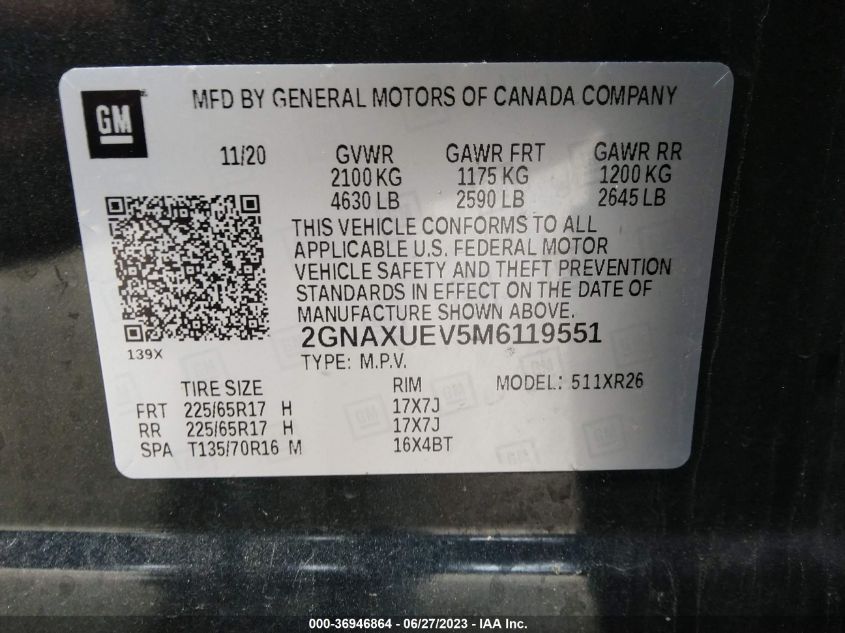 GM
MFD BY GENERAL MOTORS OF CANADA COMPANY
11/20 GVWR GAWR FRT GAWR RR
2100 KG 1175 KG 1200 KG
4630 LB 2590 LB 2645 LB
THIS VEHICLE CONFORMS TO ALL
APPLICABLE U.S. FEDERAL MOTOR
VEHICLE SAFETY AND THEFT PREVENTION
STANDARDS IN EFFECT ON THE DATE OF
MANUFACTURE SHOWN ABOVE.
2GNAXUEV5M6119551
139X
TYPE: M.P.V.
TIRE SIZE RIM MODEL: 511XR26
FRT 225/65R17 H 17X7J
RR 225/65R17 H 17X7J
SPA T135/70R16 M 16X4BT
© - 36946864 - 06/27/2023 - IAA Inc.